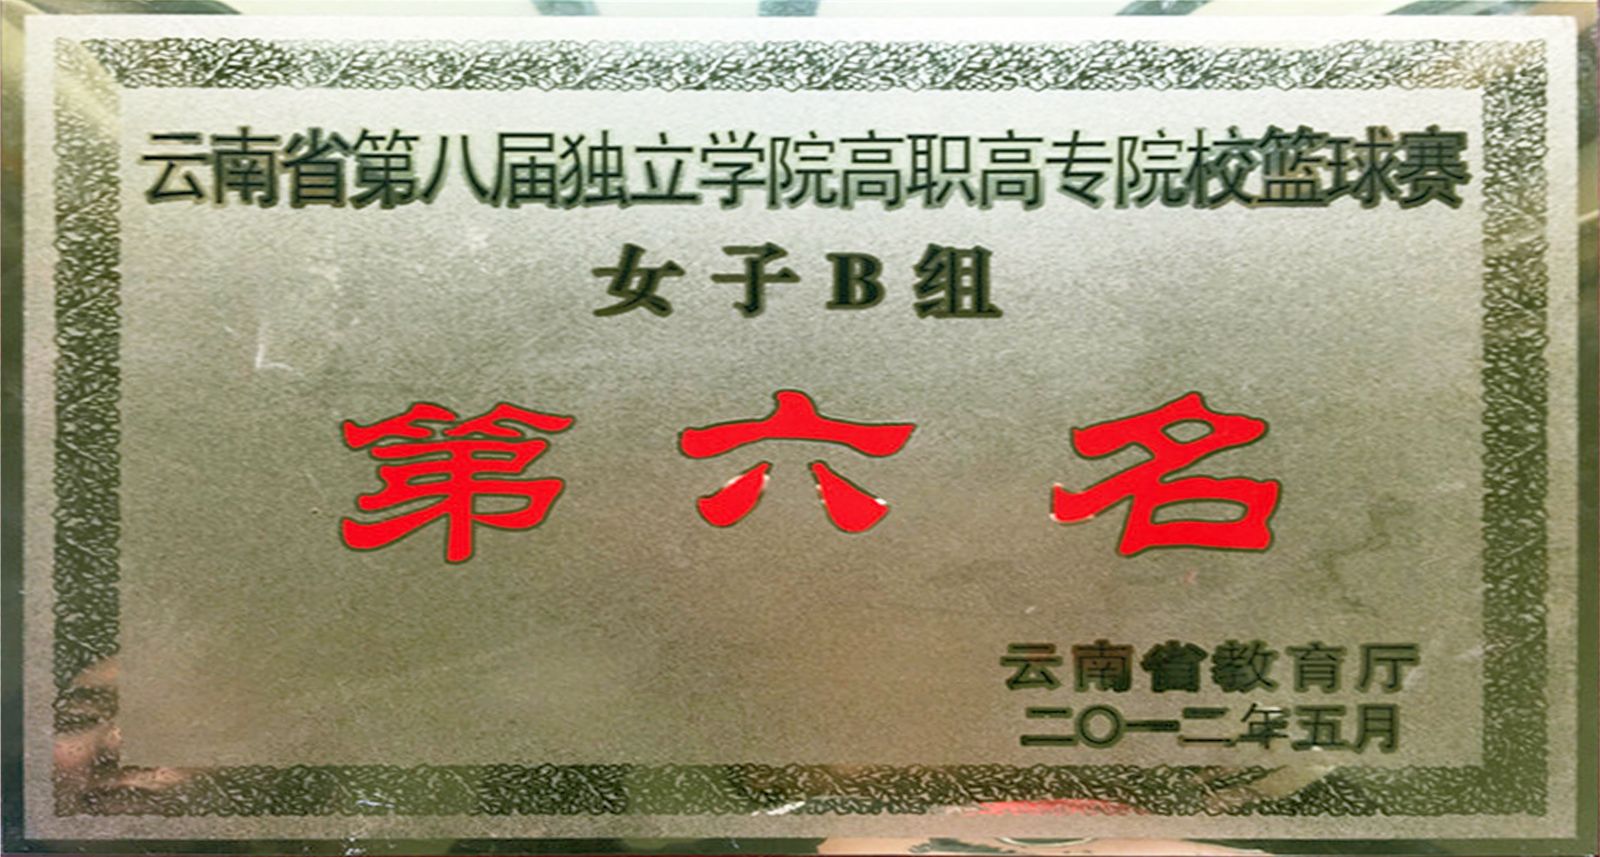 云南省第八届独立学院高职高专院校篮球赛
女子B组
第六名
云南省教育厅
二〇一二年五月